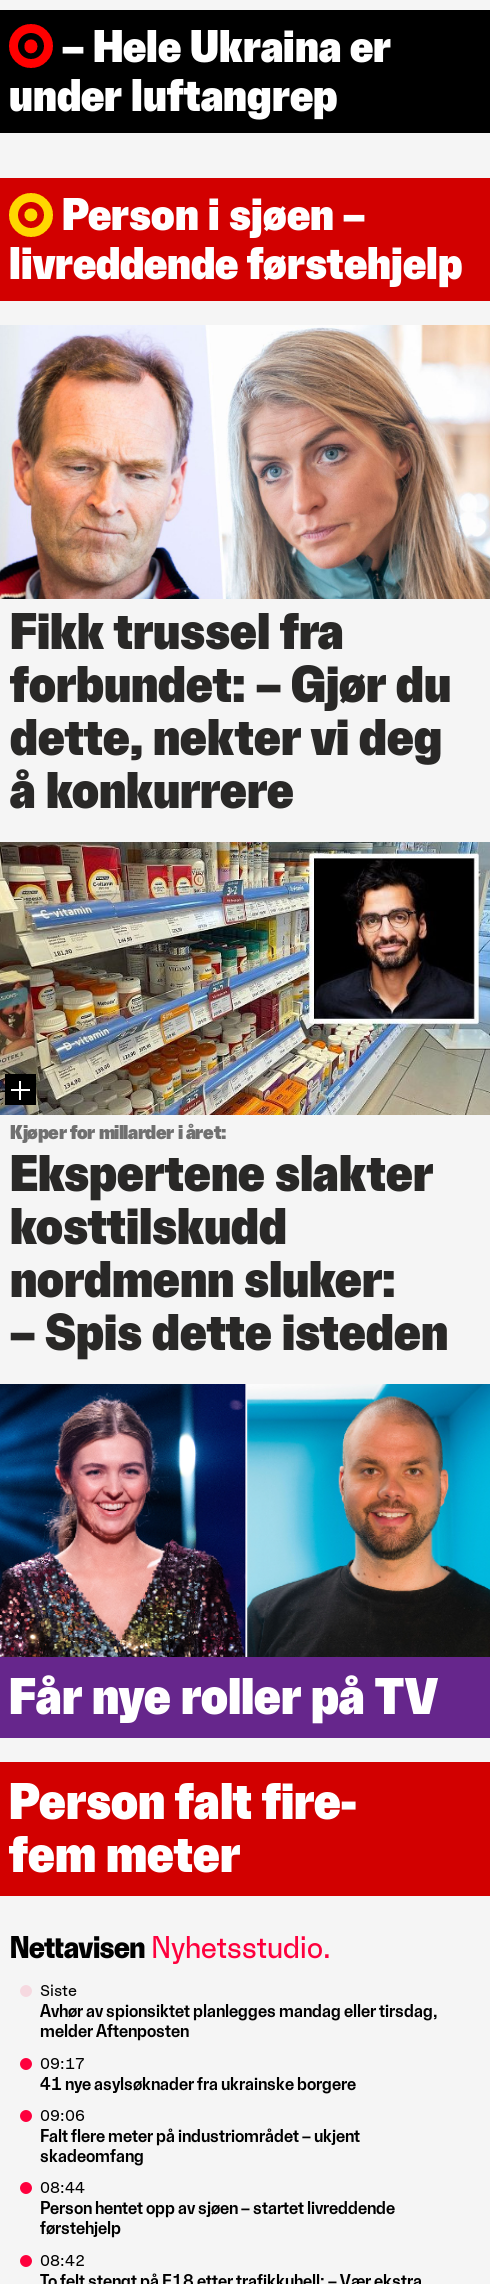 – Hele Ukraina er
under luftangrep
Person i sjøen –
livreddende førstehjelp
Fikk trussel fra
forbundet: – Gjør du
dette, nekter vi deg
å konkurrere
C-vitamin
D-vitamin
Kjøper for millarder i året:
Ekspertene slakter
kosttilskudd
nordmenn sluker:
– Spis dette isteden
Får nye roller på TV
Person falt fire-
fem meter
Nettavisen Nyhetsstudio.
Siste
Avhør av spionsiktet planlegges mandag eller tirsdag,
melder Aftenposten
09:17
41 nye asylsøknader fra ukrainske borgere
09:06
Falt flere meter på industriområdet – ukjent
skadeomfang
08:44
Person hentet opp av sjøen – startet livreddende
førstehjelp
08:42
To felt stengt på E18 etter trafikkuhell: – Vær ekstra